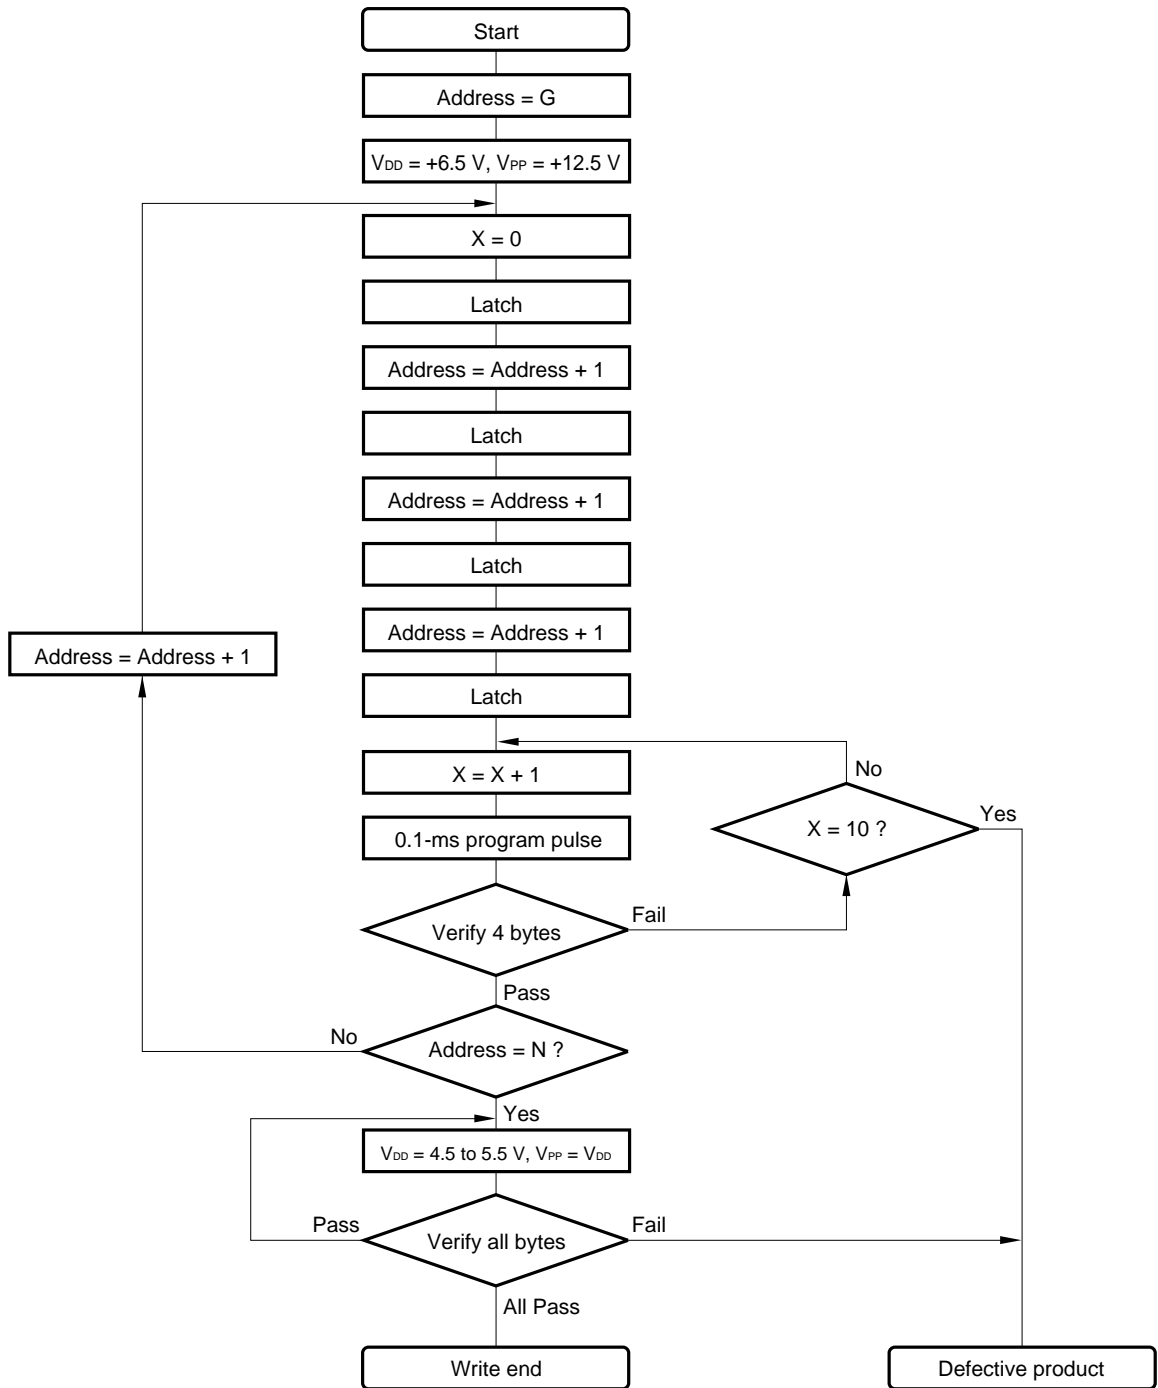 Start
Address = G
VDD = +6.5 V, VPP = +12.5 V
X = 0
Latch
Address = Address + 1
Latch
Address = Address + 1
Latch
Address = Address + 1
Address = Address + 1
Latch
X = X + 1
No
X = 10 ?
Yes
0.1-ms program pulse
Verify 4 bytes
Fail
Pass
No
Address = N ?
Yes
VDD = 4.5 to 5.5 V, VPP = VDD
Pass
Verify all bytes
Fail
All Pass
Write end
Defective product